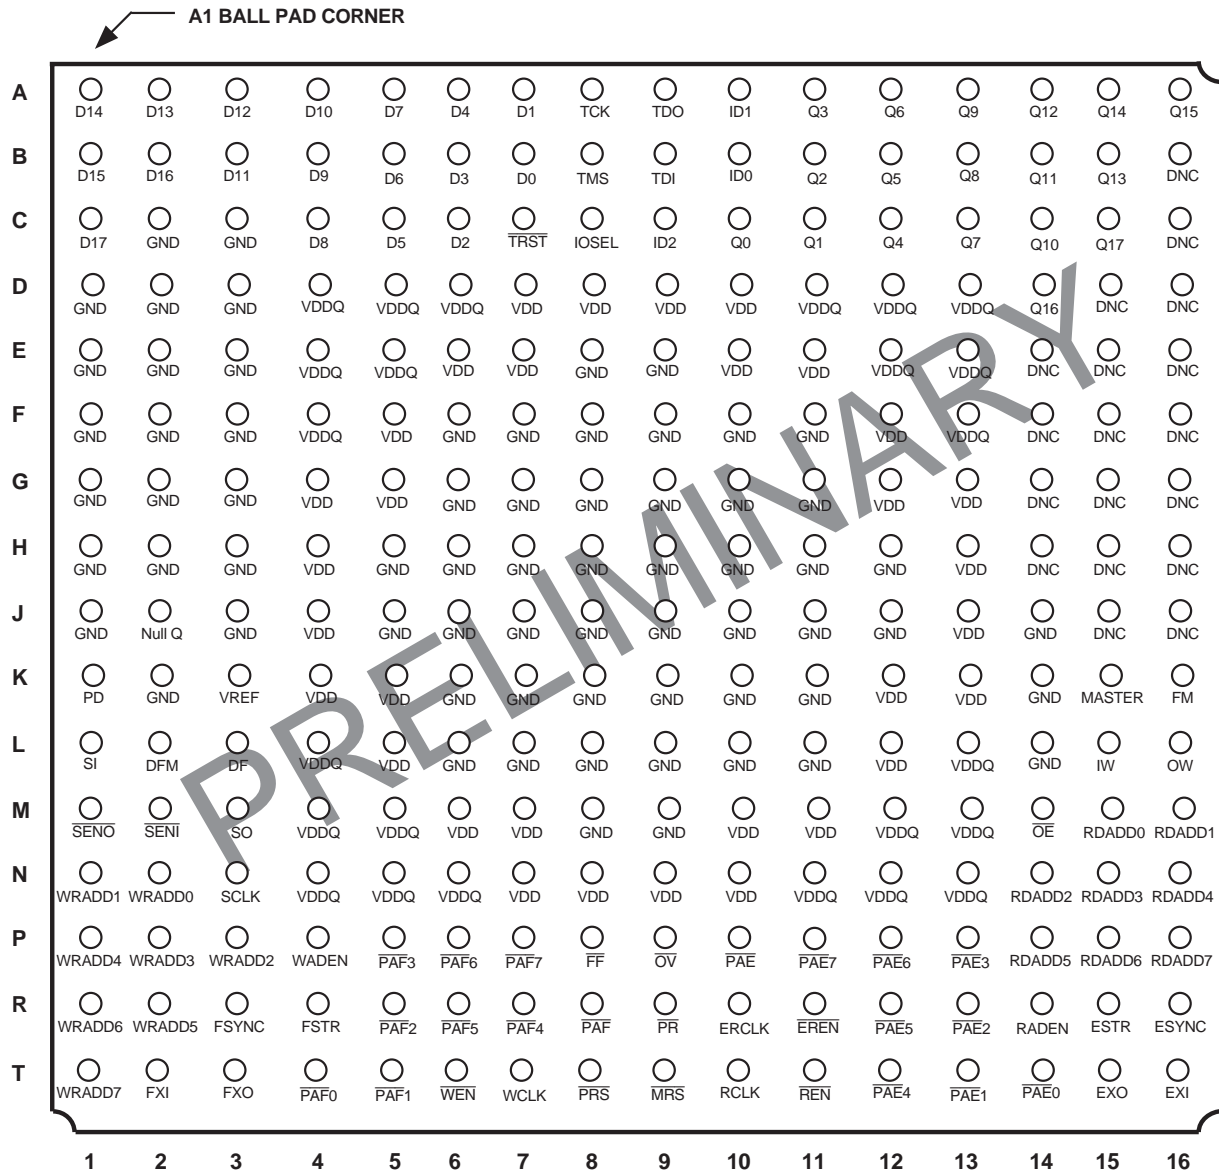 A1 BALL PAD CORNER
A
D14 D13 D12 D10 D7 D4 D1 TCK TDO ID1 Q3 Q6 Q9 Q12 Q14 Q15
B
D15 D16 D11 D9 D6 D3 D0 TMS TDI ID0 Q2 Q5 Q8 Q11 Q13 DNC
C
D17 GND GND D8 D5 D2 TRST IOSEL ID2 Q0 Q1 Q4 Q7 Q10 Q17 DNC
D
GND GND GND VDDQ VDDQ VDDQ VDD VDD VDD VDD VDDQ VDDQ VDDQ Q16 DNC DNC
E
GND GND GND VDDQ VDDQ VDD VDD GND GND VDD VDD VDDQ VDDQ DNC DNC DNC
F
GND GND GND VDDQ VDD GND GND GND GND GND GND VDD VDDQ DNC DNC DNC
G
GND GND GND VDD VDD GND GND GND GND GND GND VDD VDD DNC DNC DNC
H
GND GND GND VDD GND GND GND GND GND GND GND GND VDD DNC DNC DNC
J
GND Null Q GND VDD GND GND GND GND GND GND GND GND VDD GND DNC DNC
K
PD GND VREF VDD VDD GND GND GND GND GND GND VDD VDD GND MASTER FM
L
SI DFM DF VDDQ VDD GND GND GND GND GND GND VDD VDDQ GND IW OW
M
SENO SENI SO VDDQ VDDQ VDD VDD GND GND VDD VDD VDDQ VDDQ OE RDADD0 RDADD1
N
WRADD1 WRADD0 SCLK VDDQ VDDQ VDDQ VDD VDD VDD VDD VDDQ VDDQ VDDQ RDADD2 RDADD3 RDADD4
P
WRADD4 WRADD3 WRADD2 WADEN PAF3 PAF6 PAF7 FF OV PAE PAE7 PAE6 PAE3 RDADD5 RDADD6 RDADD7
R
WRADD6 WRADD5 FSYNC FSTR PAF2 PAF5 PAF4 PAF PR ERCLK EREN PAE5 PAE2 RADEN ESTR ESYNC
T
WRADD7 FXI FXO PAF0 PAF1 WEN WCLK PRS MRS RCLK REN PAE4 PAE1 PAE0 EXO EXI
1 2 3 4 5 6 7 8 9 10 11 12 13 14 15 16
PRELIMINARY